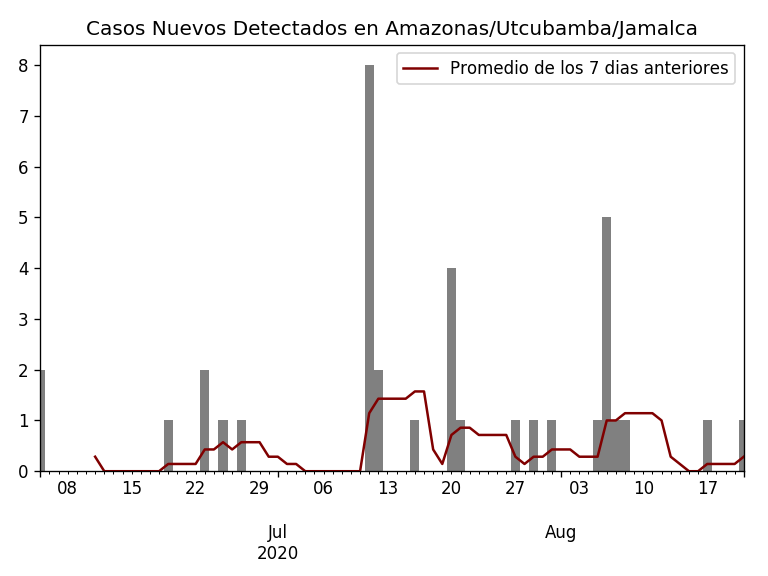 Casos Nuevos Detectados en Amazonas/Utcubamba/Jamalca
Promedio de los 7 dias anteriores
8
7
6
5
4
3
2
1
0
08 15 22 29 06 13 20 27 03 10 17
Jul Aug
2020